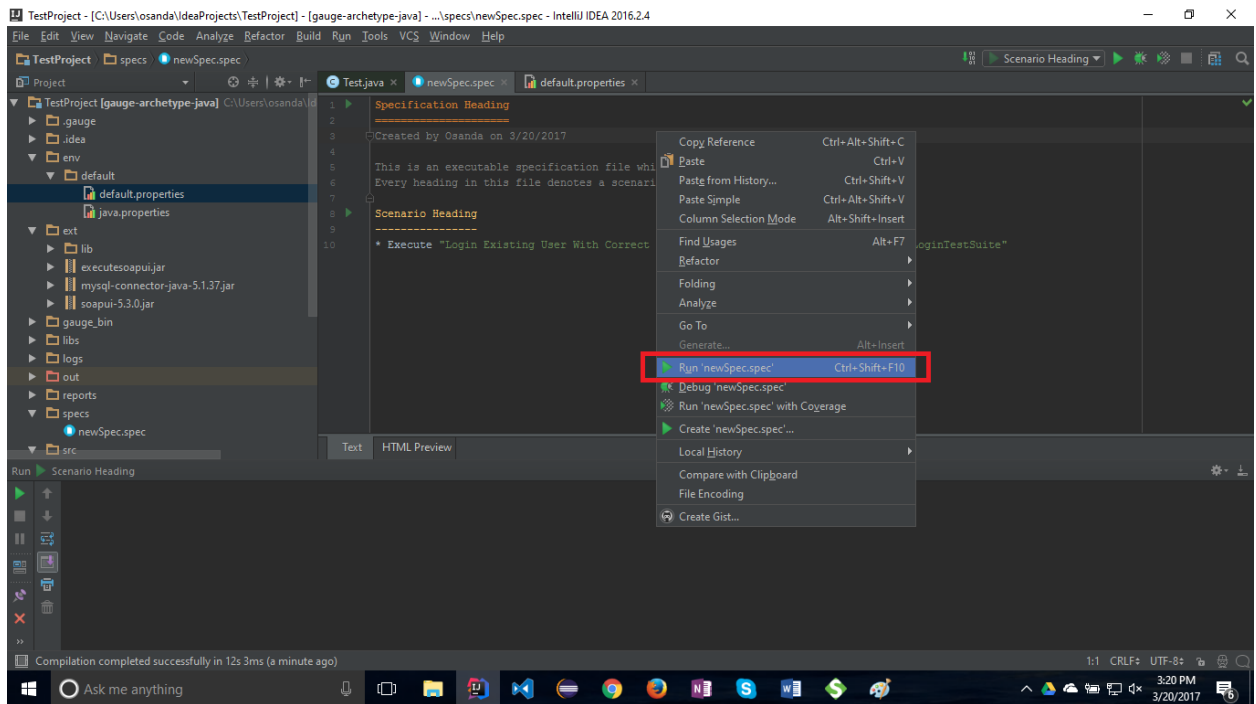 TestProject - [C:\Users\osanda\IdeaProjects\TestProject] - [gauge-archetype-java] - ...\specs\newSpec.spec - IntelliJ IDEA 2016.2.4
File Edit View Navigate Code Analyze Refactor Build Run Tools VCS Window Help
TestProject specs newSpec.spec
Scenario Heading
Project
Test.java newSpec.spec default.properties
TestProject [gauge-archetype-java] C:\Users\osanda\Id
.gauge
.idea
env
default
default.properties
java.properties
ext
lib
executesoapui.jar
mysql-connector-java-5.1.37.jar
soapui-5.3.0.jar
gauge_bin
libs
logs
out
reports
specs
newSpec.spec
src
1 Specification Heading
2 =====================
3 Created by Osanda on 3/20/2017
4
5 This is an executable specification file whi
6 Every heading in this file denotes a scenari
7
8 Scenario Heading
9 ----------------
10 * Execute "Login Existing User With Correct oginTestSuite"
Copy Reference Ctrl+Alt+Shift+C
Paste Ctrl+V
Paste from History... Ctrl+Shift+V
Paste Simple Ctrl+Alt+Shift+V
Column Selection Mode Alt+Shift+Insert
Find Usages Alt+F7
Refactor
Folding
Analyze
Go To
Generate... Alt+Insert
Run 'newSpec.spec' Ctrl+Shift+F10
Debug 'newSpec.spec'
Run 'newSpec.spec' with Coverage
Create 'newSpec.spec'...
Local History
Compare with Clipboard
File Encoding
Create Gist...
Text HTML Preview
Run Scenario Heading
Compilation completed successfully in 12s 3ms (a minute ago)
1:1 CRLF UTF-8
Ask me anything
3:20 PM
3/20/2017
6